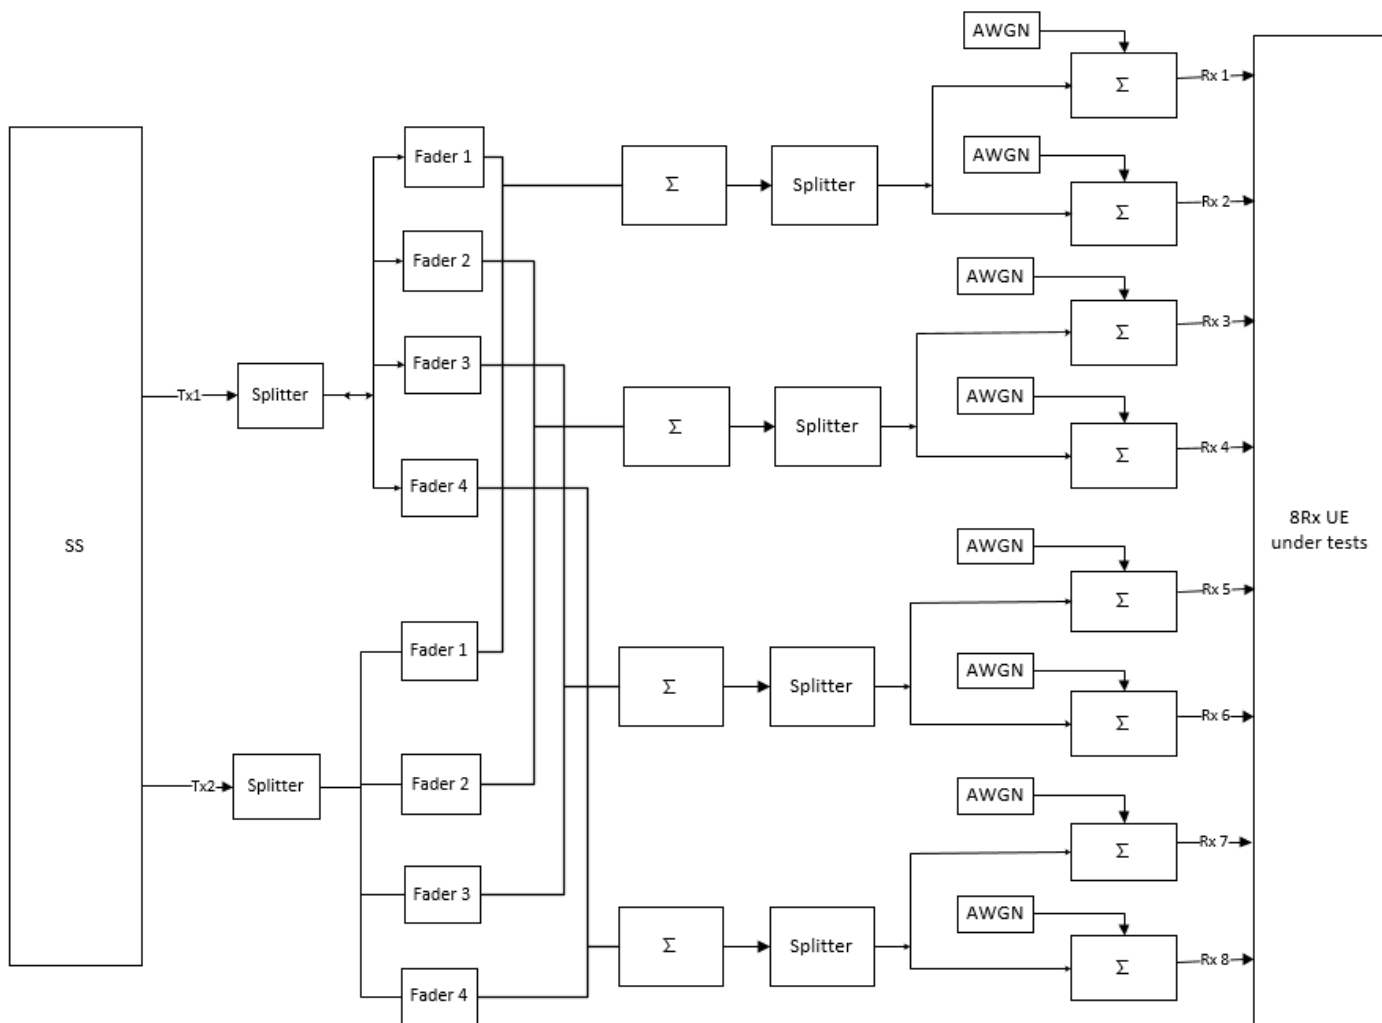 SS
Tx1
Splitter
Fader 1
Fader 2
Fader 3
Fader 4
Tx2
Splitter
Fader 1
Fader 2
Fader 3
Fader 4
Σ
Splitter
AWGN
Σ
Rx 1
AWGN
Σ
Rx 2
Σ
Splitter
AWGN
Σ
Rx 3
AWGN
Σ
Rx 4
Σ
Splitter
AWGN
Σ
Rx 5
AWGN
Σ
Rx 6
Σ
Splitter
AWGN
Σ
Rx 7
AWGN
Σ
Rx 8
8Rx UE
under tests